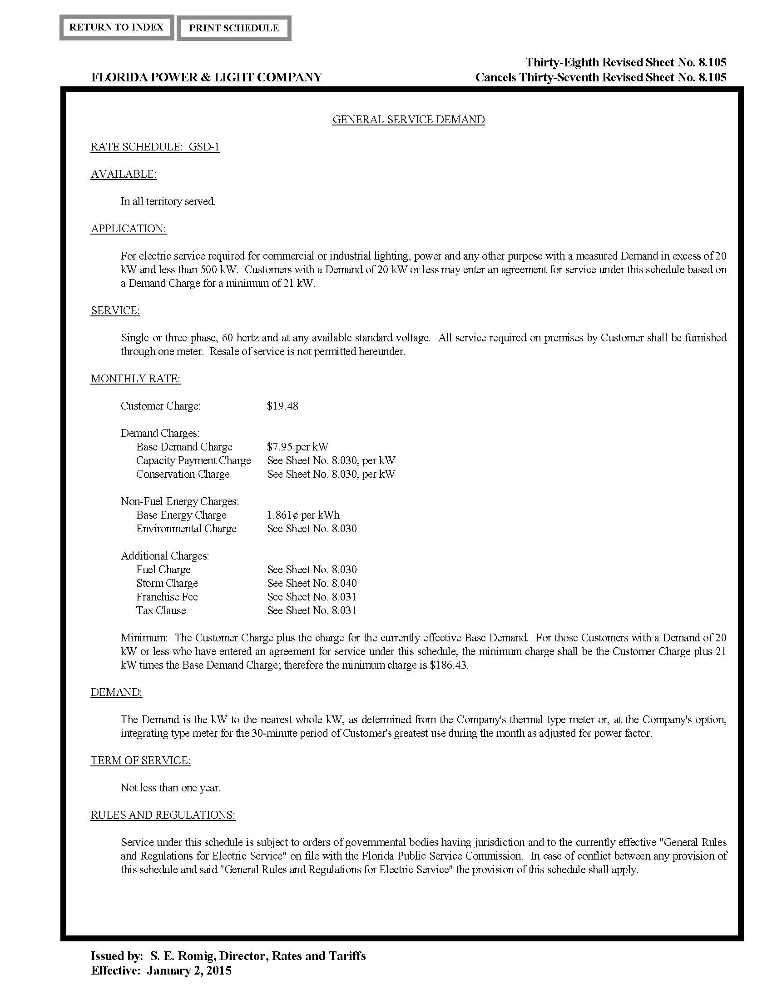 RETURN TO INDEX
PRINT SCHEDULE
Thirty-Eighth Revised Sheet No. 8.105
FLORIDA POWER & LIGHT COMPANY Cancels Thirty-Seventh Revised Sheet No. 8.105
GENERAL SERVICE DEMAND
RATE SCHEDULE: GSD-1
AVAILABLE:
In all territory served.
APPLICATION:
For electric service required for commercial or industrial lighting, power and any other purpose with a measured Demand in excess of 20
kW and less than 500 kW. Customers with a Demand of 20 kW or less may enter an agreement for service under this schedule based on
a Demand Charge for a minimum of 21 kW.
SERVICE:
Single or three phase, 60 hertz and at any available standard voltage. All service required on premises by Customer shall be furnished
through one meter. Resale of service is not permitted hereunder.
MONTHLY RATE:
Customer Charge: $19.48
Demand Charges:
Base Demand Charge $7.95 per kW
Capacity Payment Charge See Sheet No. 8.030, per kW
Conservation Charge See Sheet No. 8.030, per kW
Non-Fuel Energy Charges:
Base Energy Charge 1.861¢ per kWh
Environmental Charge See Sheet No. 8.030
Additional Charges:
Fuel Charge See Sheet No. 8.030
Storm Charge See Sheet No. 8.040
Franchise Fee See Sheet No. 8.031
Tax Clause See Sheet No. 8.031
Minimum: The Customer Charge plus the charge for the currently effective Base Demand. For those Customers with a Demand of 20
kW or less who have entered an agreement for service under this schedule, the minimum charge shall be the Customer Charge plus 21
kW times the Base Demand Charge; therefore the minimum charge is $186.43.
DEMAND:
The Demand is the kW to the nearest whole kW, as determined from the Company's thermal type meter or, at the Company's option,
integrating type meter for the 30-minute period of Customer's greatest use during the month as adjusted for power factor.
TERM OF SERVICE:
Not less than one year.
RULES AND REGULATIONS:
Service under this schedule is subject to orders of governmental bodies having jurisdiction and to the currently effective "General Rules
and Regulations for Electric Service" on file with the Florida Public Service Commission. In case of conflict between any provision of
this schedule and said "General Rules and Regulations for Electric Service" the provision of this schedule shall apply.
Issued by: S. E. Romig, Director, Rates and Tariffs
Effective: January 2, 2015